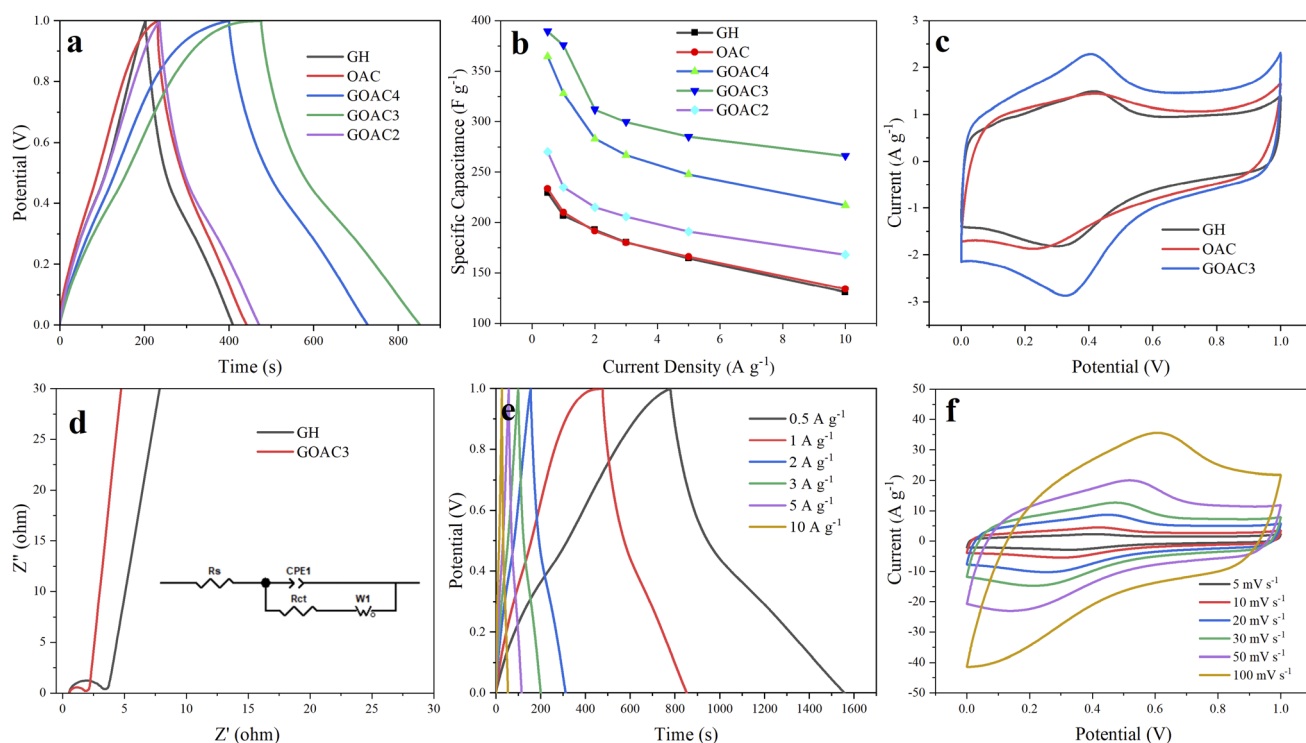 a
GH
OAC
GOAC4
GOAC3
GOAC2
1.0
0.8
0.6
0.4
0.2
0.0
0 200 400 600 800
Potential (V)
Time (s)
b
GH
OAC
GOAC4
GOAC3
GOAC2
400
375
350
325
300
275
250
225
200
175
150
125
100
0 2 4 6 8 10
Specific Capacitance (F g⁻¹)
Current Density (A g⁻¹)
c
3
2
1
0
-1
-2
-3
GH
OAC
GOAC3
0.0 0.2 0.4 0.6 0.8 1.0
Current (A g⁻¹)
Potential (V)
d
GH
GOAC3
30
25
20
15
10
5
0
Rs CPE1
Rct W1
0 5 10 15 20 25 30
Z'' (ohm)
Z' (ohm)
e
0.5 A g⁻¹
1 A g⁻¹
2 A g⁻¹
3 A g⁻¹
5 A g⁻¹
10 A g⁻¹
1.0
0.8
0.6
0.4
0.2
0.0
0 200 400 600 800 1000 1200 1400 1600
Potential (V)
Time (s)
f
50
40
30
20
10
0
-10
-20
-30
-40
-50
5 mV s⁻¹
10 mV s⁻¹
20 mV s⁻¹
30 mV s⁻¹
50 mV s⁻¹
100 mV s⁻¹
0.0 0.2 0.4 0.6 0.8 1.0
Current (A g⁻¹)
Potential (V)